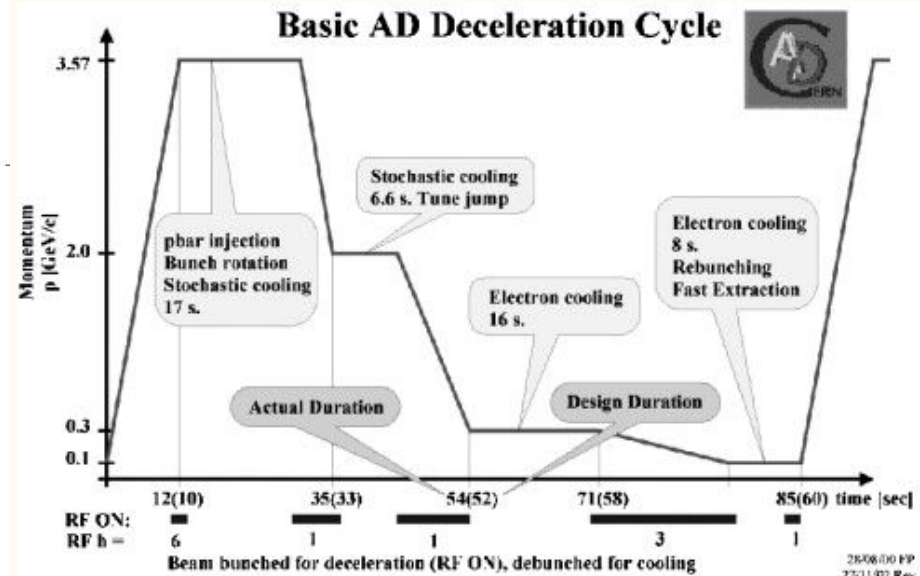 Basic AD Deceleration Cycle
AD
CERN
3.57
2.0
0.3
0.1
Momentum
p [GeV/c]
pbar injection
Bunch rotation
Stochastic cooling
17 s.
Stochastic cooling
6.6 s. Tune jump
Electron cooling
16 s.
Electron cooling
8 s.
Rebunching
Fast Extraction
Actual Duration
Design Duration
12(10)
35(33)
54(52)
71(58)
85(60)
time [sec]
RF ON:
RF h =
6
1
1
3
1
Beam bunched for deceleration (RF ON), debunched for cooling
28/08/00 FP